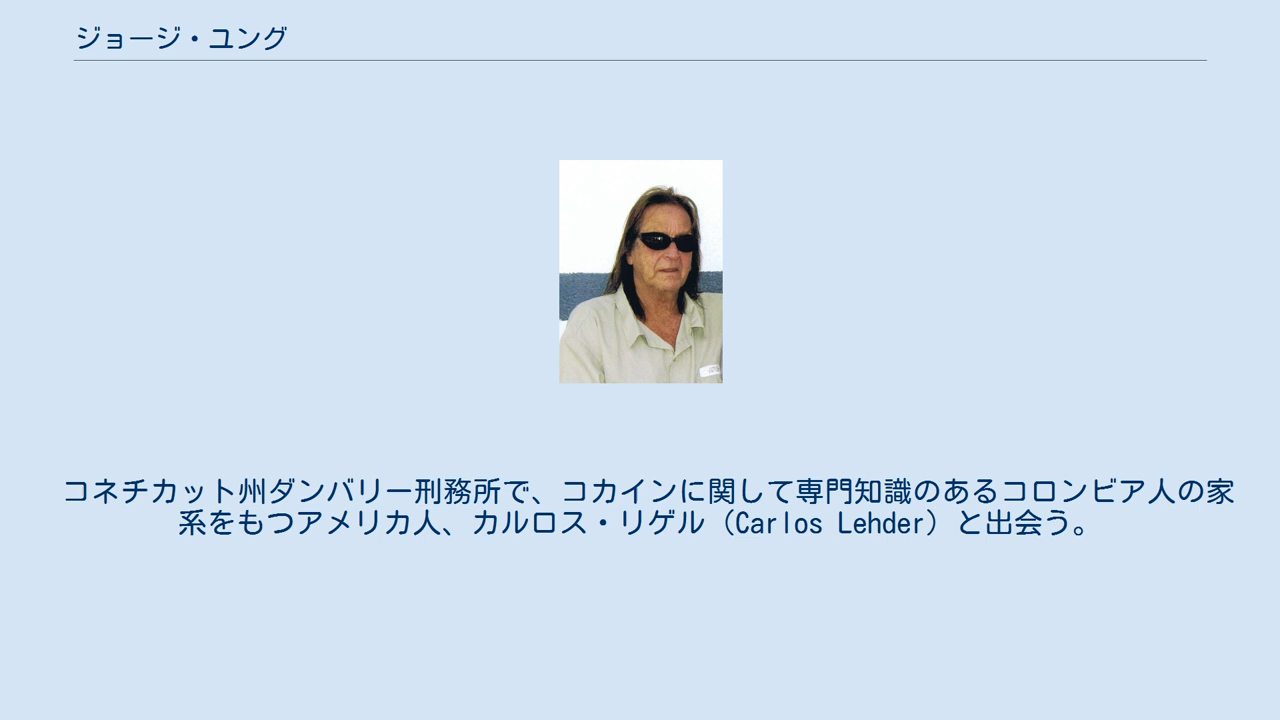 ジョージ・ユング
コネチカット州ダンバリー刑務所で、コカインに関して専門知識のあるコロンビア人の家
系をもつアメリカ人、カルロス・リゲル（Carlos Lehder）と出会う。